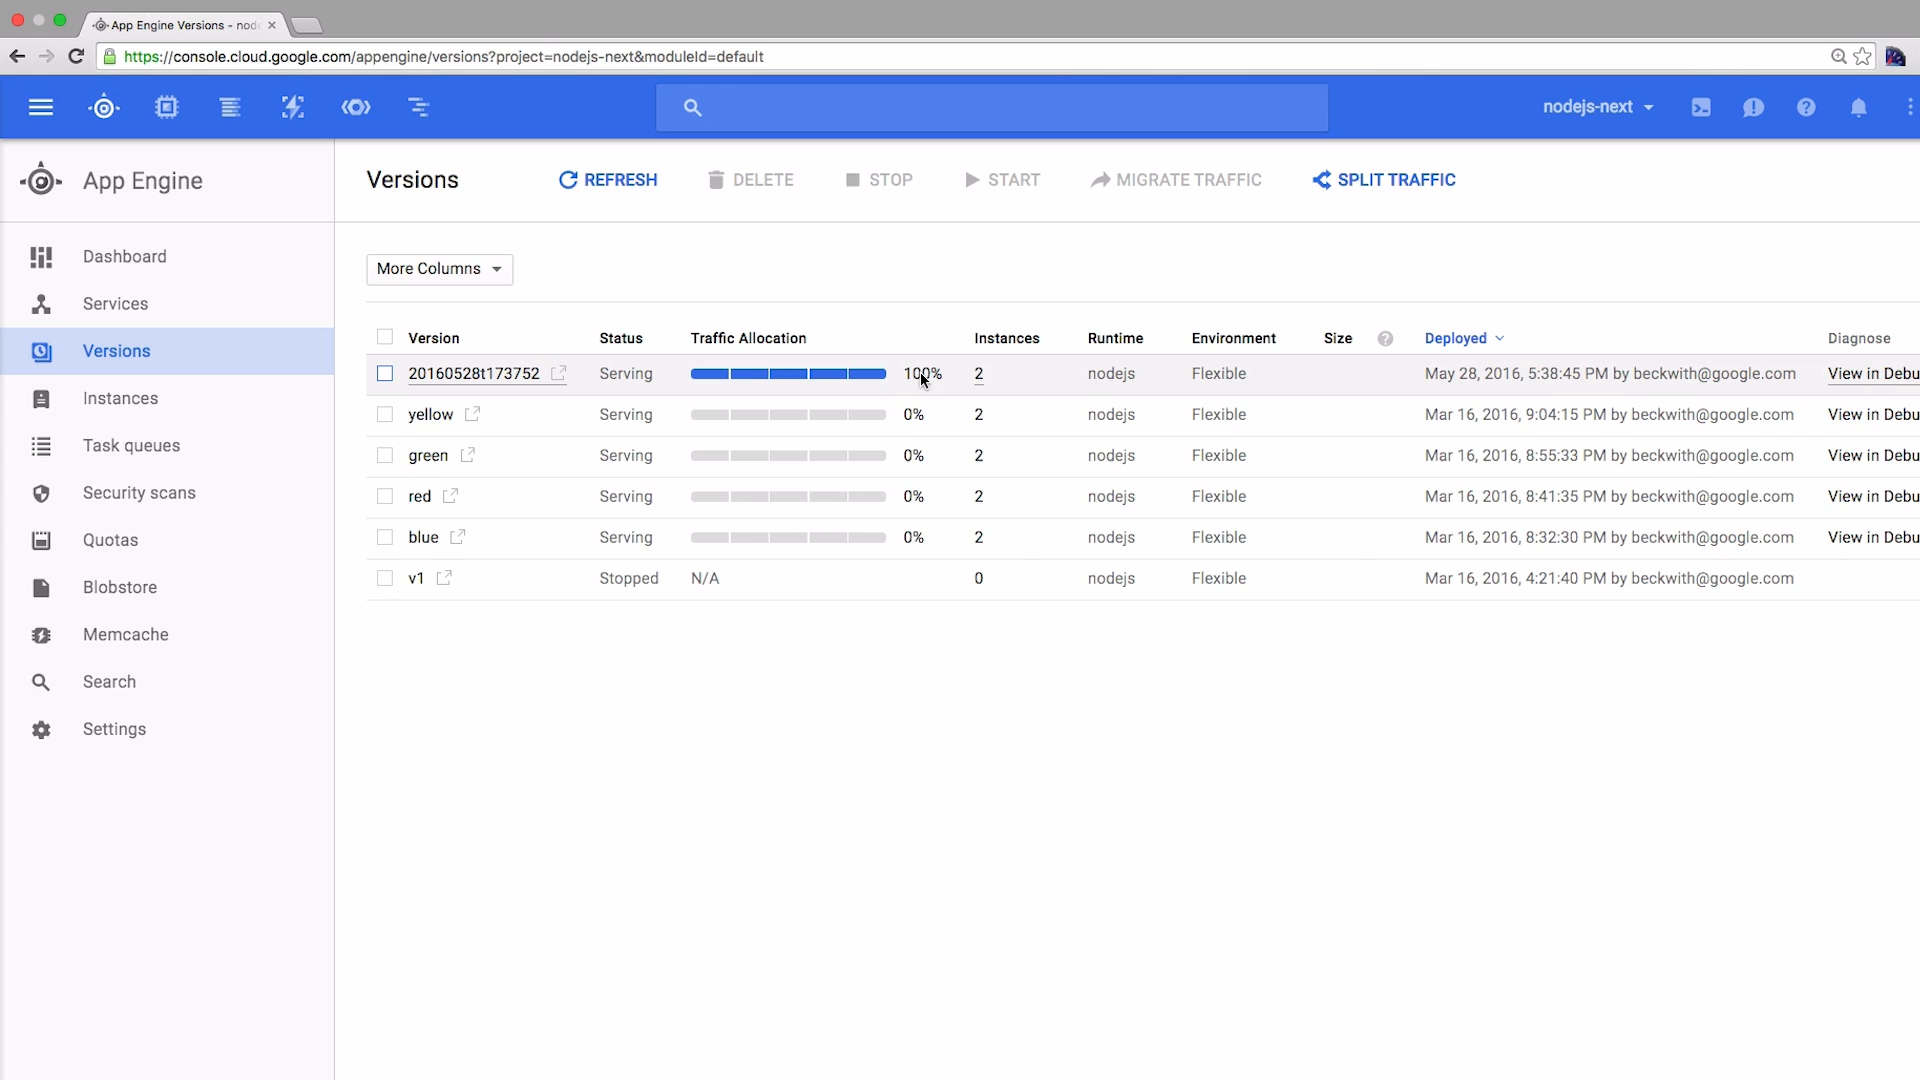 App Engine Versions - node
https://console.cloud.google.com/appengine/versions?project=nodejs-next&moduleId=default
nodejs-next
App Engine
Versions REFRESH DELETE STOP START MIGRATE TRAFFIC SPLIT TRAFFIC
Dashboard
Services
Versions
Instances
Task queues
Security scans
Quotas
Blobstore
Memcache
Search
Settings
More Columns
Version Status Traffic Allocation Instances Runtime Environment Size Deployed Diagnose
20160528t173752 Serving 100% 2 nodejs Flexible May 28, 2016, 5:38:45 PM by beckwith@google.com View in Debu
yellow Serving 0% 2 nodejs Flexible Mar 16, 2016, 9:04:15 PM by beckwith@google.com View in Debu
green Serving 0% 2 nodejs Flexible Mar 16, 2016, 8:55:33 PM by beckwith@google.com View in Debu
red Serving 0% 2 nodejs Flexible Mar 16, 2016, 8:41:35 PM by beckwith@google.com View in Debu
blue Serving 0% 2 nodejs Flexible Mar 16, 2016, 8:32:30 PM by beckwith@google.com View in Debu
v1 Stopped N/A 0 nodejs Flexible Mar 16, 2016, 4:21:40 PM by beckwith@google.com